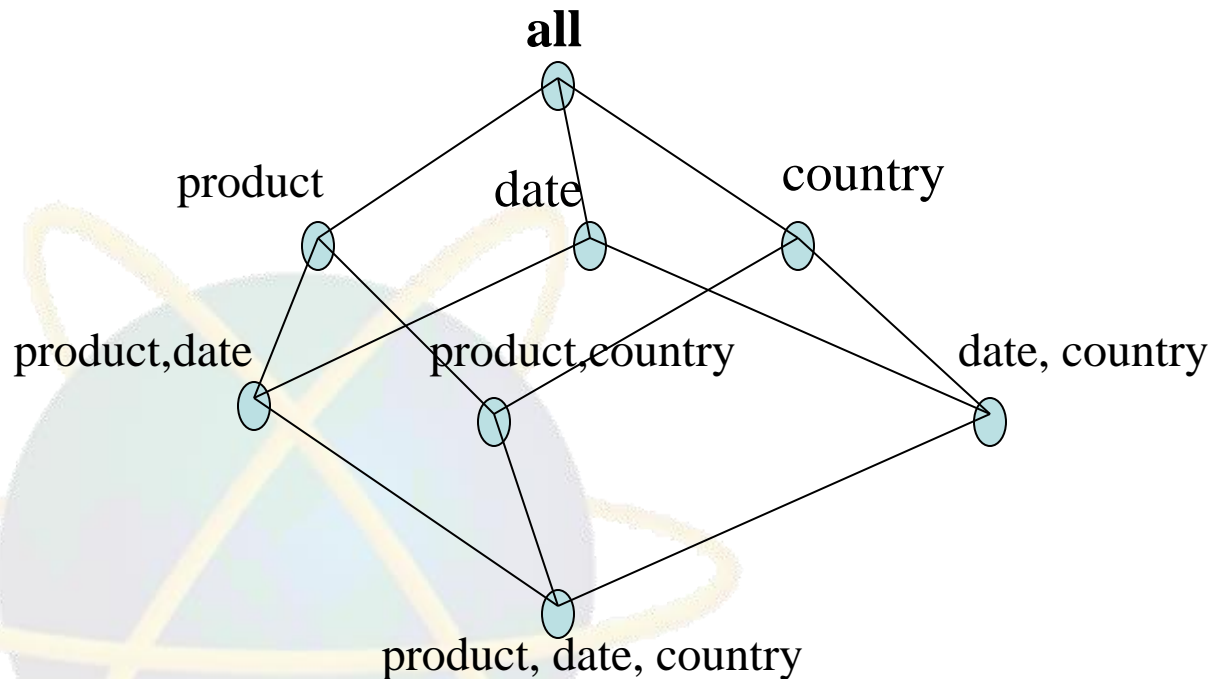 all
product
date
country
product,date
product,country
date, country
product, date, country